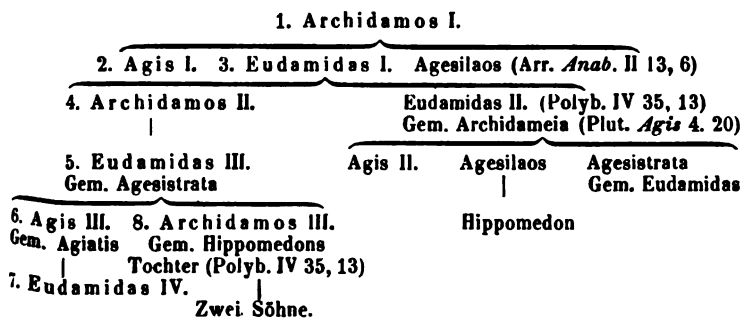 1. Archidamos I.
2. Agis I. 3. Eudamidas I. Agesilaos (Arr. Anab. II 13, 6)
4. Archidamos II. Eudamidas II. (Polyb. IV 35, 13)
Gem. Archidameia (Plut. Agis 4. 20)
5. Eudamidas III. Agis II. Agesilaos Agesistrata
Gem. Agesistrata Gem. Eudamidas
6. Agis III. 8. Archidamos III. Hippomedon
Gem. Agiatis Gem. Hippomedons
Tochter (Polyb. IV 35, 13)
7. Eudamidas IV.
Zwei Söhne.